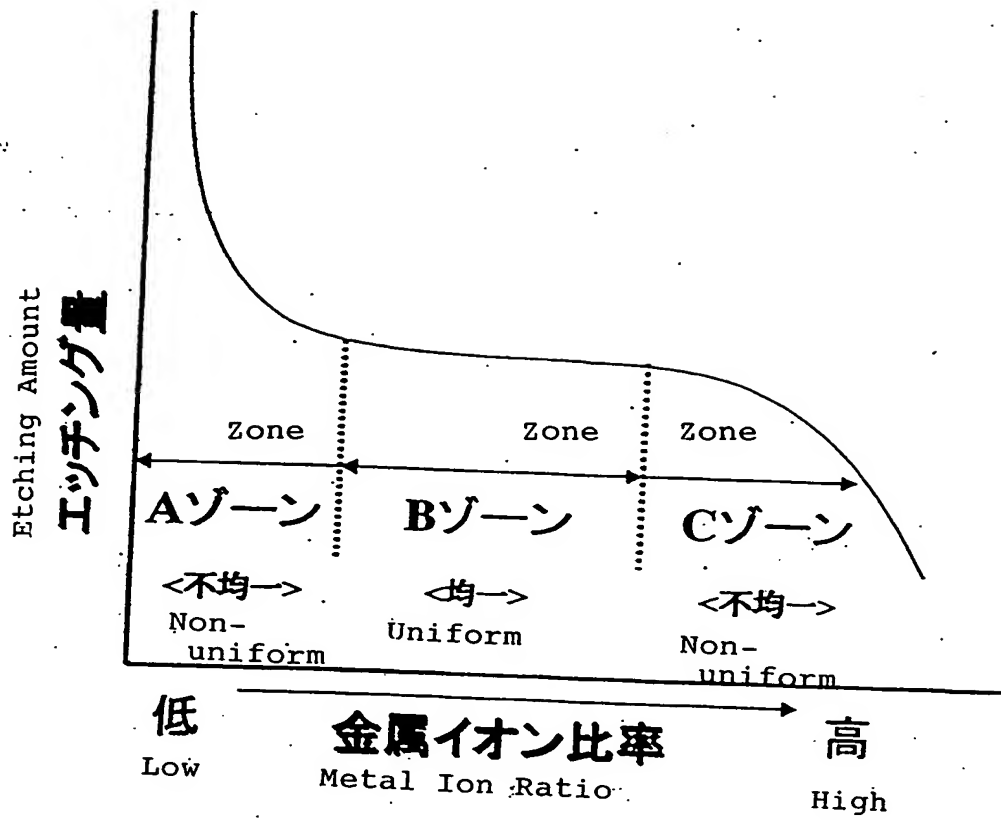 Etching Amount
エッチング量
Zone
Zone
Zone
Aゾーン
Bゾーン
Cゾーン
<不均一>
<均一>
<不均一>
Non-
uniform
Uniform
Non-
uniform
低
金属イオン比率
高
Low
Metal Ion Ratio
High